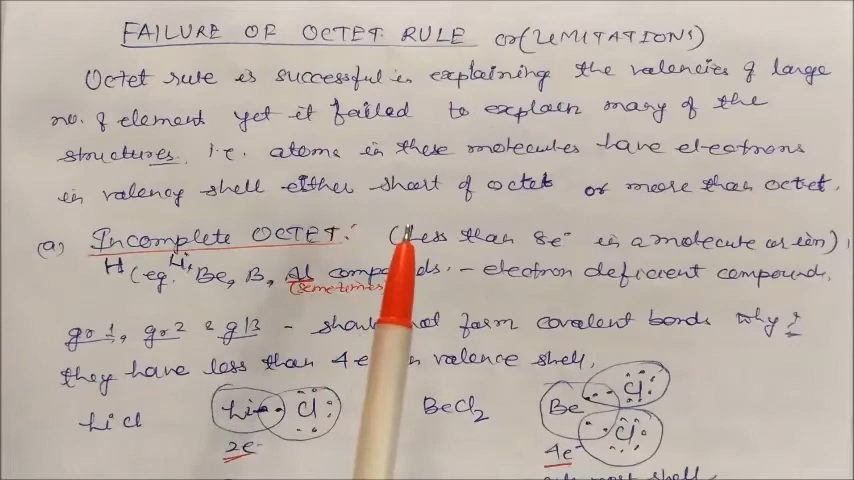 FAILURE OF OCTET RULE or (LIMITATIONS)
Octet rule is successful in explaining the valencies of large
no. of element yet it failed to explain many of the
structures. i.e. atoms in these molecules have electrons
in valency shell either short of octet or more than octet.
(a) Incomplete OCTET: (Less than 8e⁻ in a molecule or ion),
H (eg. Li, Be, B, Al compounds. - electron deficient compound.
(sometimes)
gr 1, gr 2 & g13 - should not form covalent bonds why?
they have less than 4e in valence shell,
LiCl Li Cl BeCl₂ Be Cl
Cl
2e⁻ 4e⁻
most shell